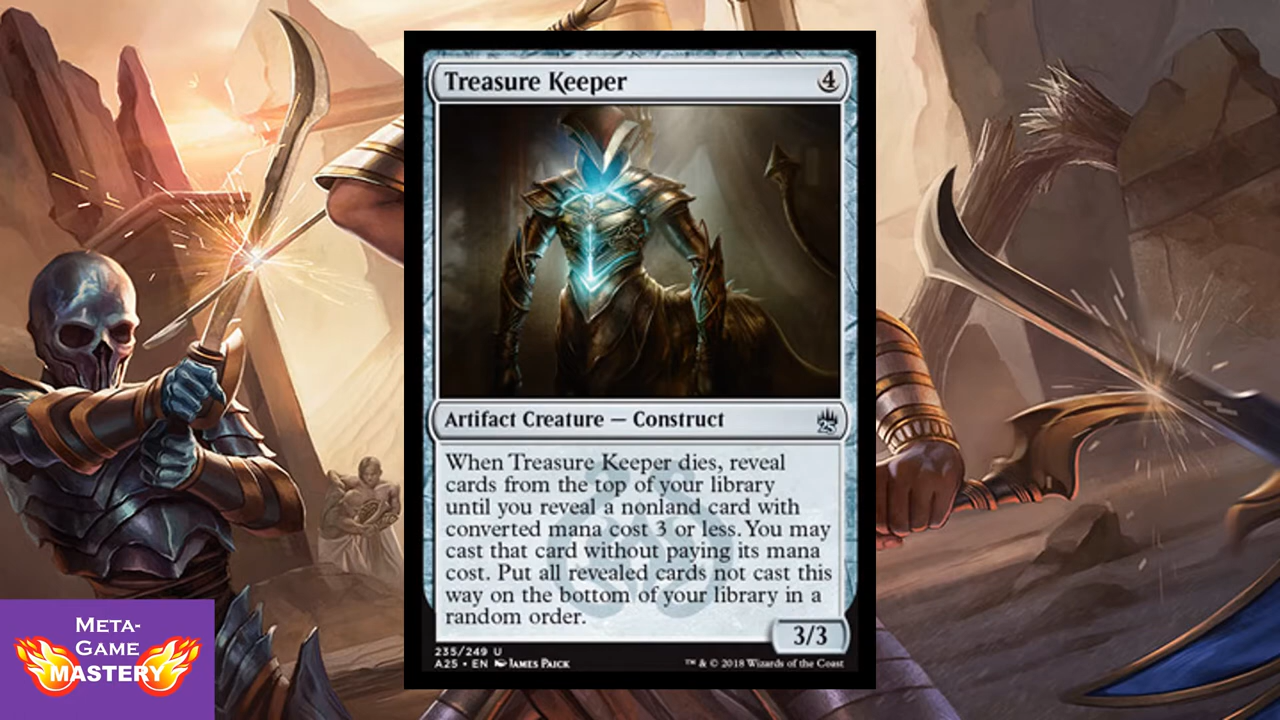 Treasure Keeper
4
Artifact Creature — Construct
25
When Treasure Keeper dies, reveal
cards from the top of your library
until you reveal a nonland card with
converted mana cost 3 or less. You may
cast that card without paying its mana
cost. Put all revealed cards not cast this
way on the bottom of your library in a
random order.
3/3
235/249 U
A25 • EN JAMES PAICK
™ & © 2018 Wizards of the Coast
META-
GAME
MASTERY